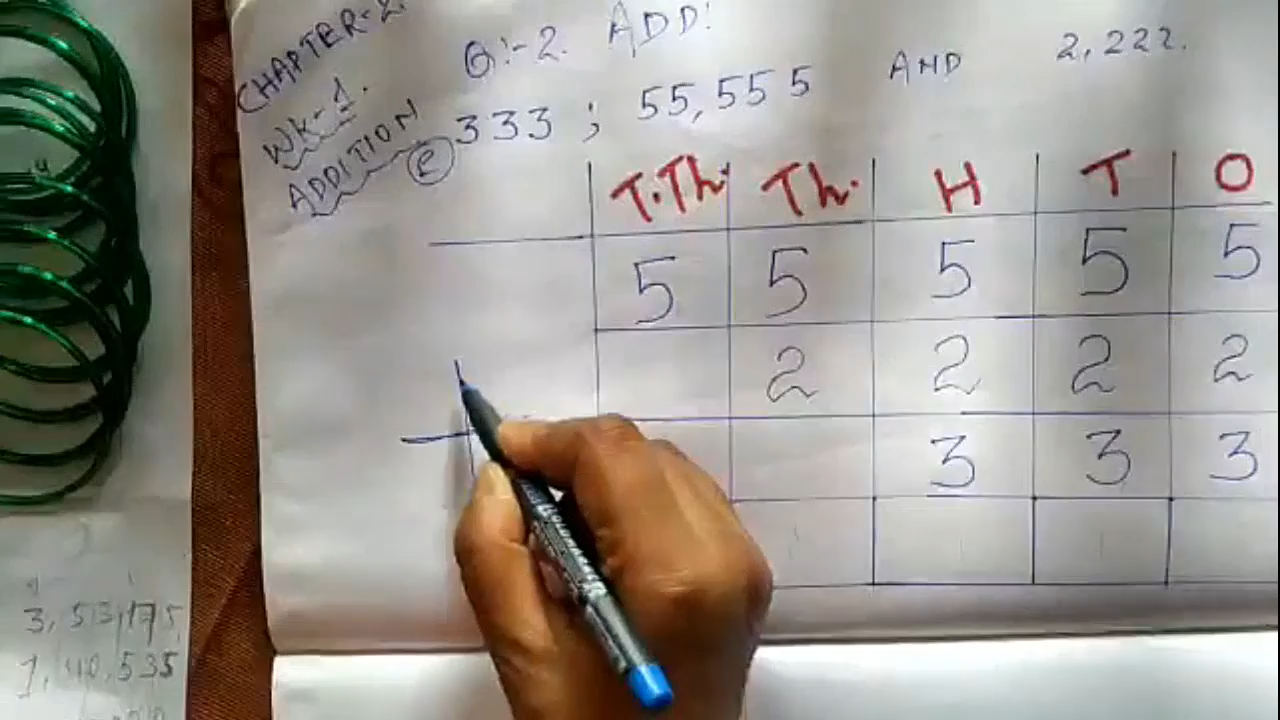 CHAPTER-2.
Q:-2. ADD:
WK-1.
ADDITION
(e) 333 ; 55,555 AND 2,222.
T.Th. Th. H T O
5 5 5 5 5
2 2 2 2
3 3 3
3,53,175
1,40,535